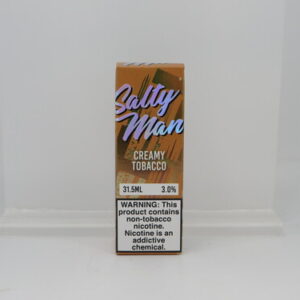 Salty
Man
CREAMY
TOBACCO
31.5ML 3.0%
WARNING: This
product contains
non-tobacco
nicotine.
Nicotine is an
addictive
chemical.